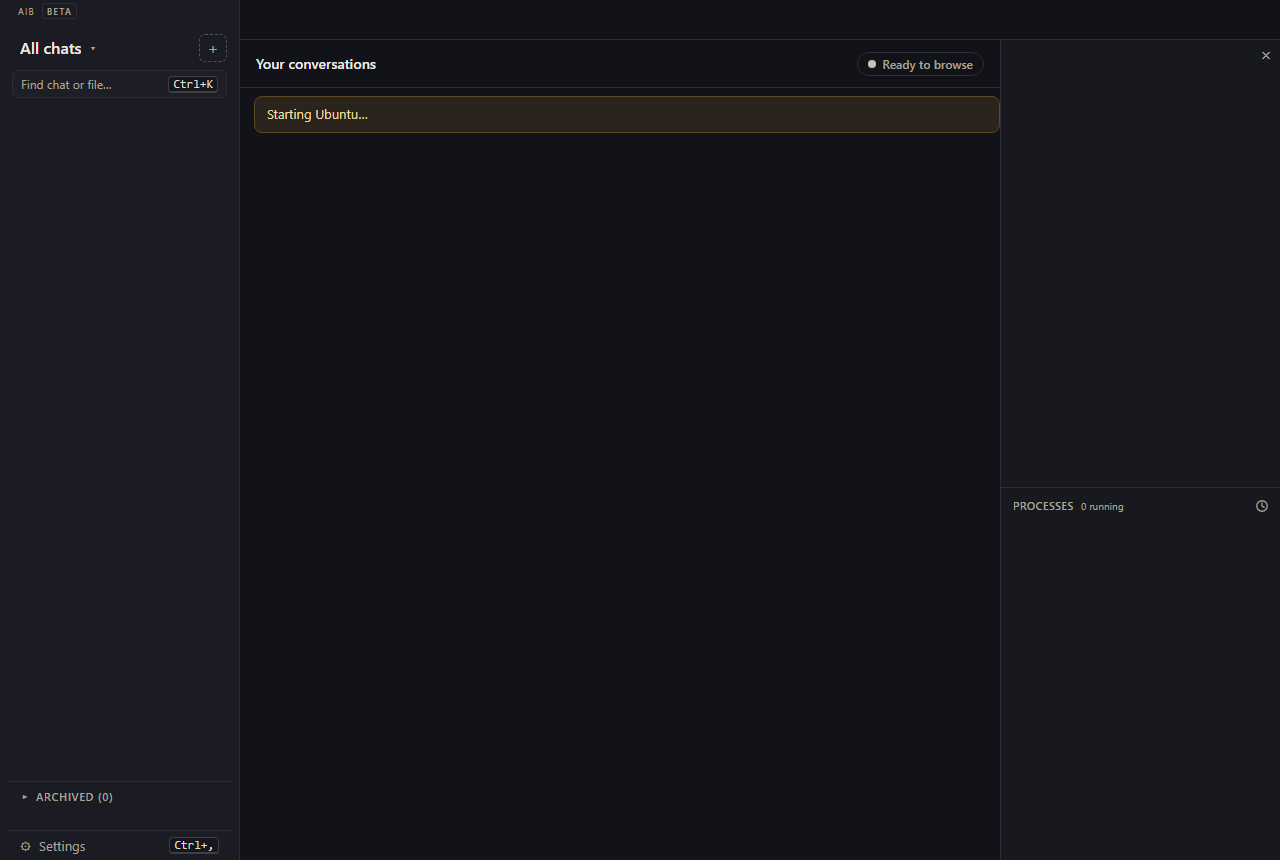 AIB BETA
All chats
+
Find chat or file... Ctrl+K
ARCHIVED (0)
Settings Ctrl+,
Your conversations
Ready to browse
Starting Ubuntu...
PROCESSES 0 running